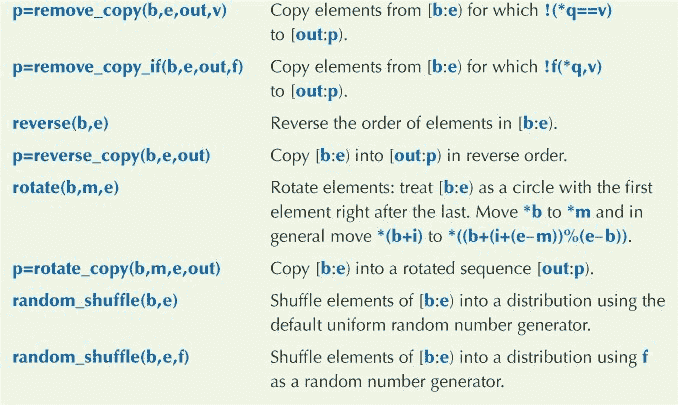 p=remove_copy(b,e,out,v) Copy elements from [b:e) for which !(*q==v)
to [out:p).
p=remove_copy_if(b,e,out,f) Copy elements from [b:e) for which !f(*q,v)
to [out:p).
reverse(b,e) Reverse the order of elements in [b:e).
p=reverse_copy(b,e,out) Copy [b:e) into [out:p) in reverse order.
rotate(b,m,e) Rotate elements: treat [b:e) as a circle with the first
element right after the last. Move *b to *m and in
general move *(b+i) to *((b+(i+(e–m))%(e–b)).
p=rotate_copy(b,m,e,out) Copy [b:e) into a rotated sequence [out:p).
random_shuffle(b,e) Shuffle elements of [b:e) into a distribution using the
default uniform random number generator.
random_shuffle(b,e,f) Shuffle elements of [b:e) into a distribution using f
as a random number generator.